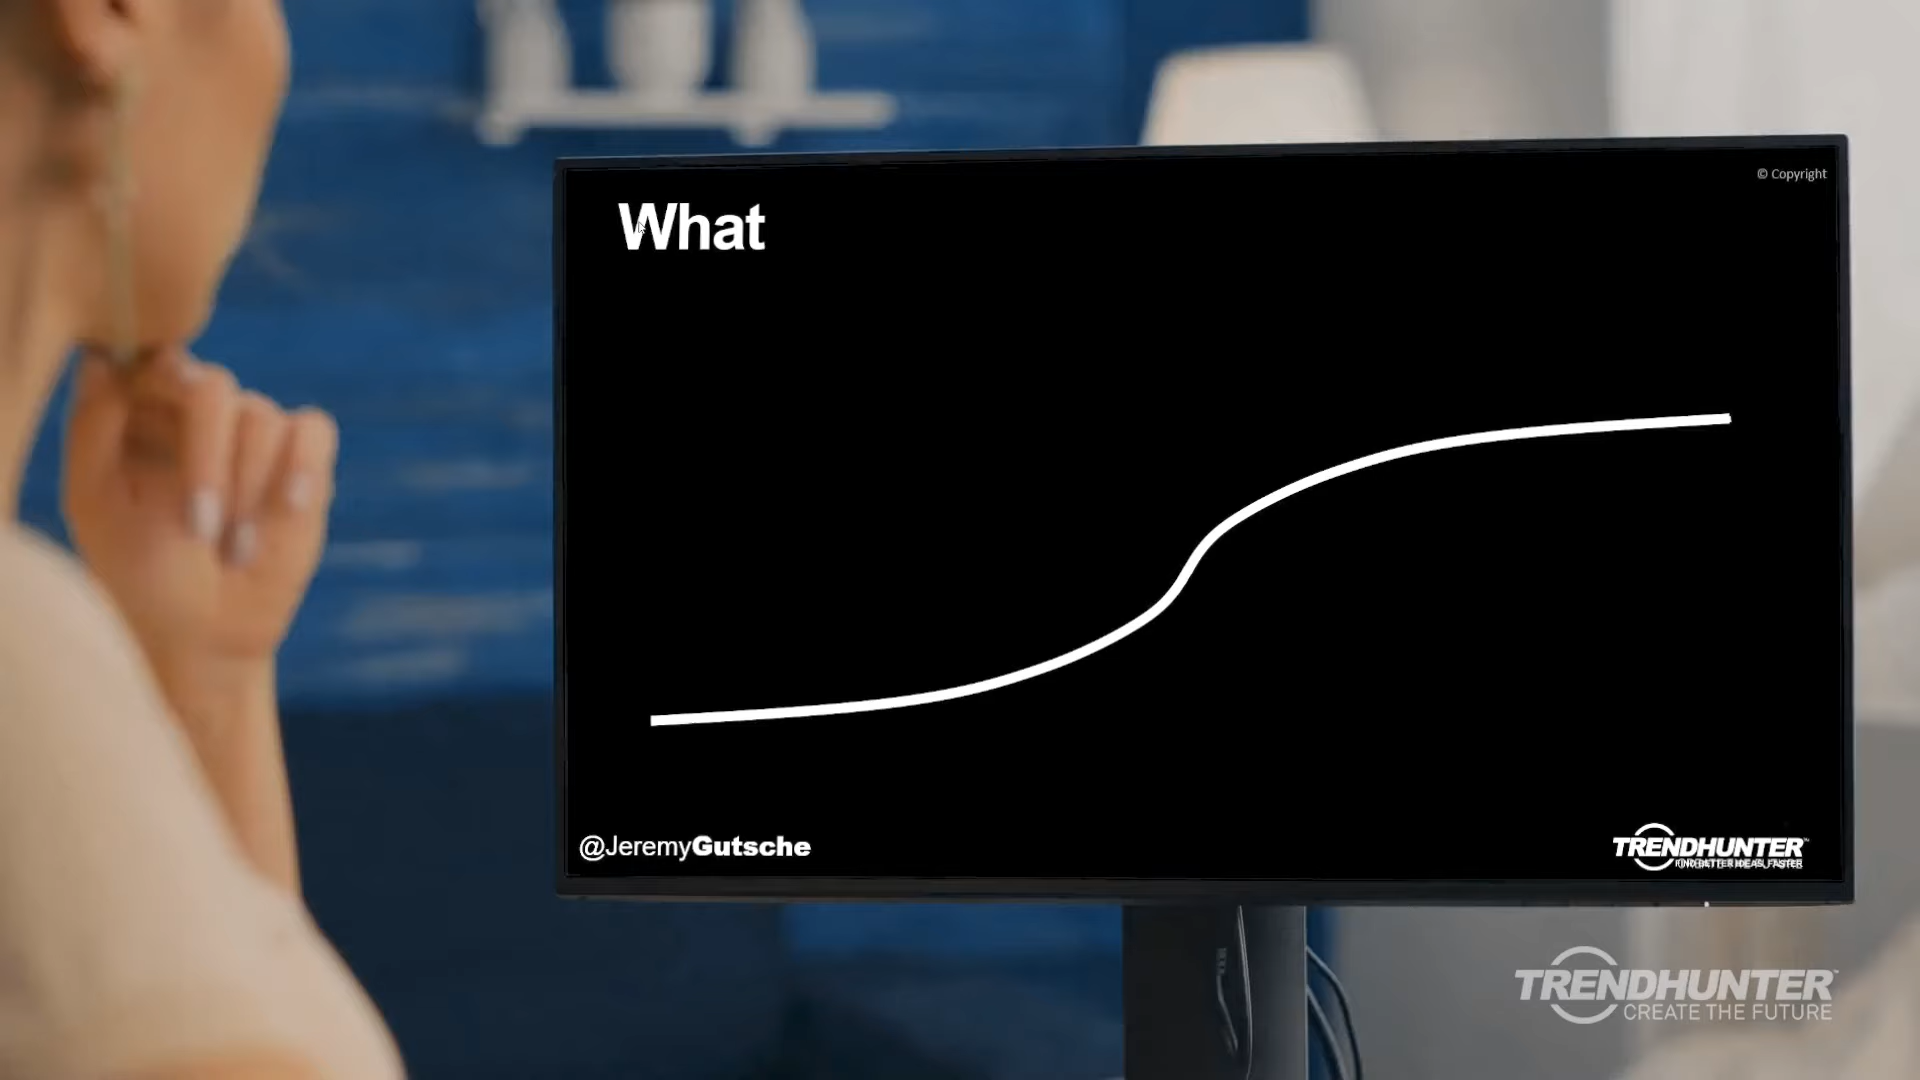 © Copyright
What
@JeremyGutsche
TRENDHUNTER
TRENDHUNTER
CREATE THE FUTURE